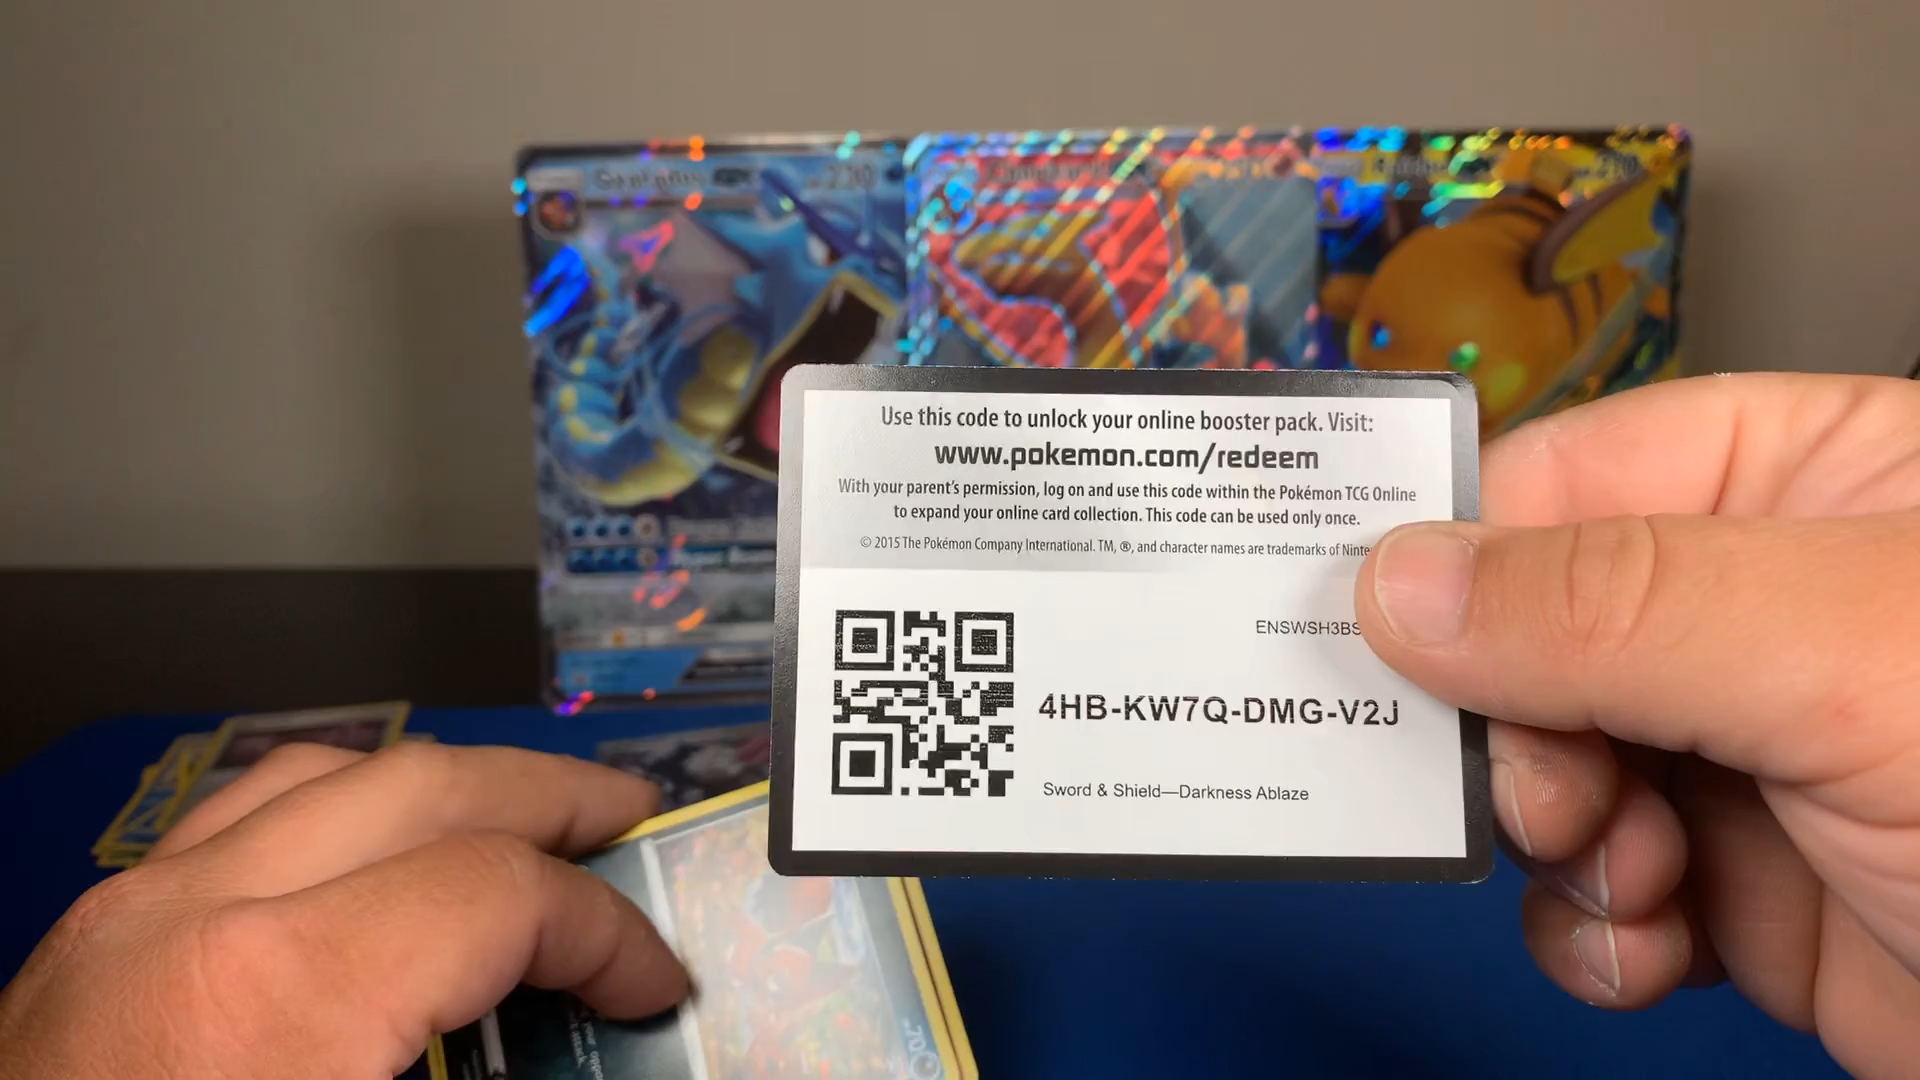 Use this code to unlock your online booster pack. Visit:
www.pokemon.com/redeem
With your parent's permission, log on and use this code within the Pokémon TCG Online
to expand your online card collection. This code can be used only once.
© 2015 The Pokémon Company International. TM, ®, and character names are trademarks of
ENSWSH3BS
4HB-KW7Q-DMG-V2J
Sword & Shield—Darkness Ablaze